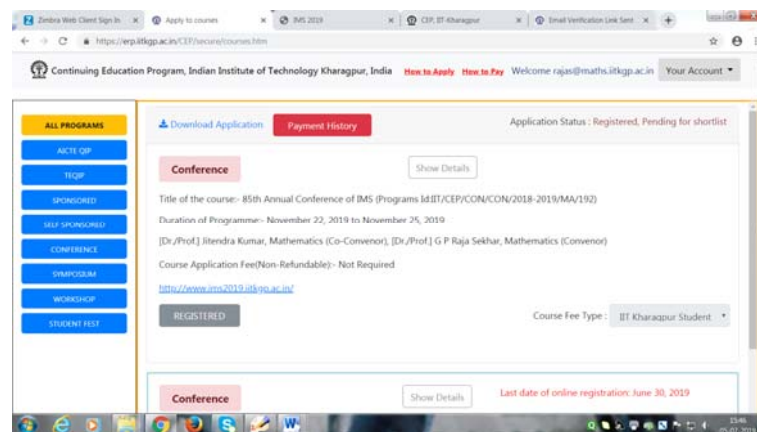 Zimbra Web Client Sign In
Apply to courses
IMS 2019
CEP, IIT-Kharagpur
Email Verification Link Sent
https://erp.iitkgp.ac.in/CEP/secure/courses.htm
Continuing Education Program, Indian Institute of Technology Kharagpur, India How to Apply How to Pay Welcome rajas@maths.iitkgp.ac.in Your Account
ALL PROGRAMS
AICTE QIP
TEQIP
SPONSORED
SELF SPONSORED
CONFERENCE
SYMPOSIUM
WORKSHOP
STUDENT FEST
Download Application Payment History Application Status : Registered, Pending for shortlist
Conference Show Details
Title of the course:- 85th Annual Conference of IMS (Programs Id:IIT/CEP/CON/CON/2018-2019/MA/192)
Duration of Programme:- November 22, 2019 to November 25, 2019
[Dr./Prof.] Jitendra Kumar, Mathematics (Co-Convenor), [Dr./Prof.] G P Raja Sekhar, Mathematics (Convenor)
Course Application Fee(Non-Refundable):- Not Required
http://www.ims2019.iitkgp.ac.in/
REGISTERED Course Fee Type : IIT Kharagpur Student
Conference Show Details Last date of online registration: June 30, 2019
15:46
05-07-2019